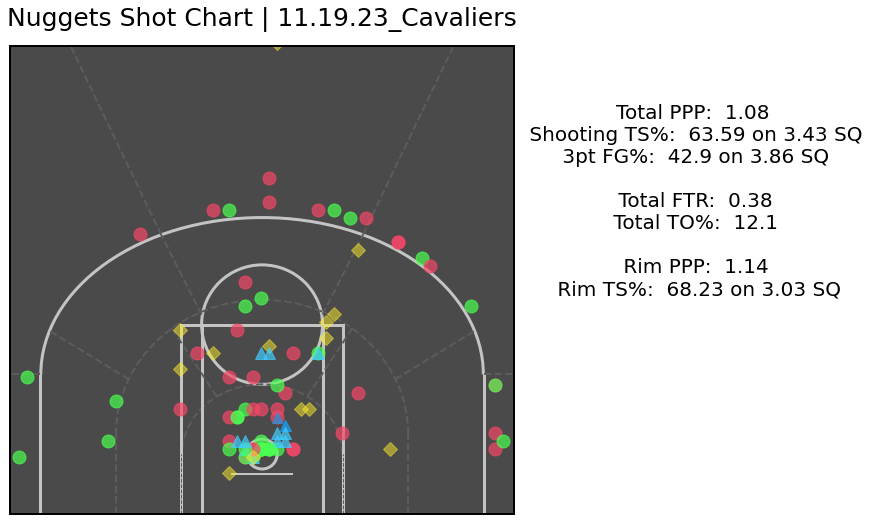 Nuggets Shot Chart | 11.19.23_Cavaliers
Total PPP: 1.08
Shooting TS%: 63.59 on 3.43 SQ
3pt FG%: 42.9 on 3.86 SQ
Total FTR: 0.38
Total TO%: 12.1
Rim PPP: 1.14
Rim TS%: 68.23 on 3.03 SQ